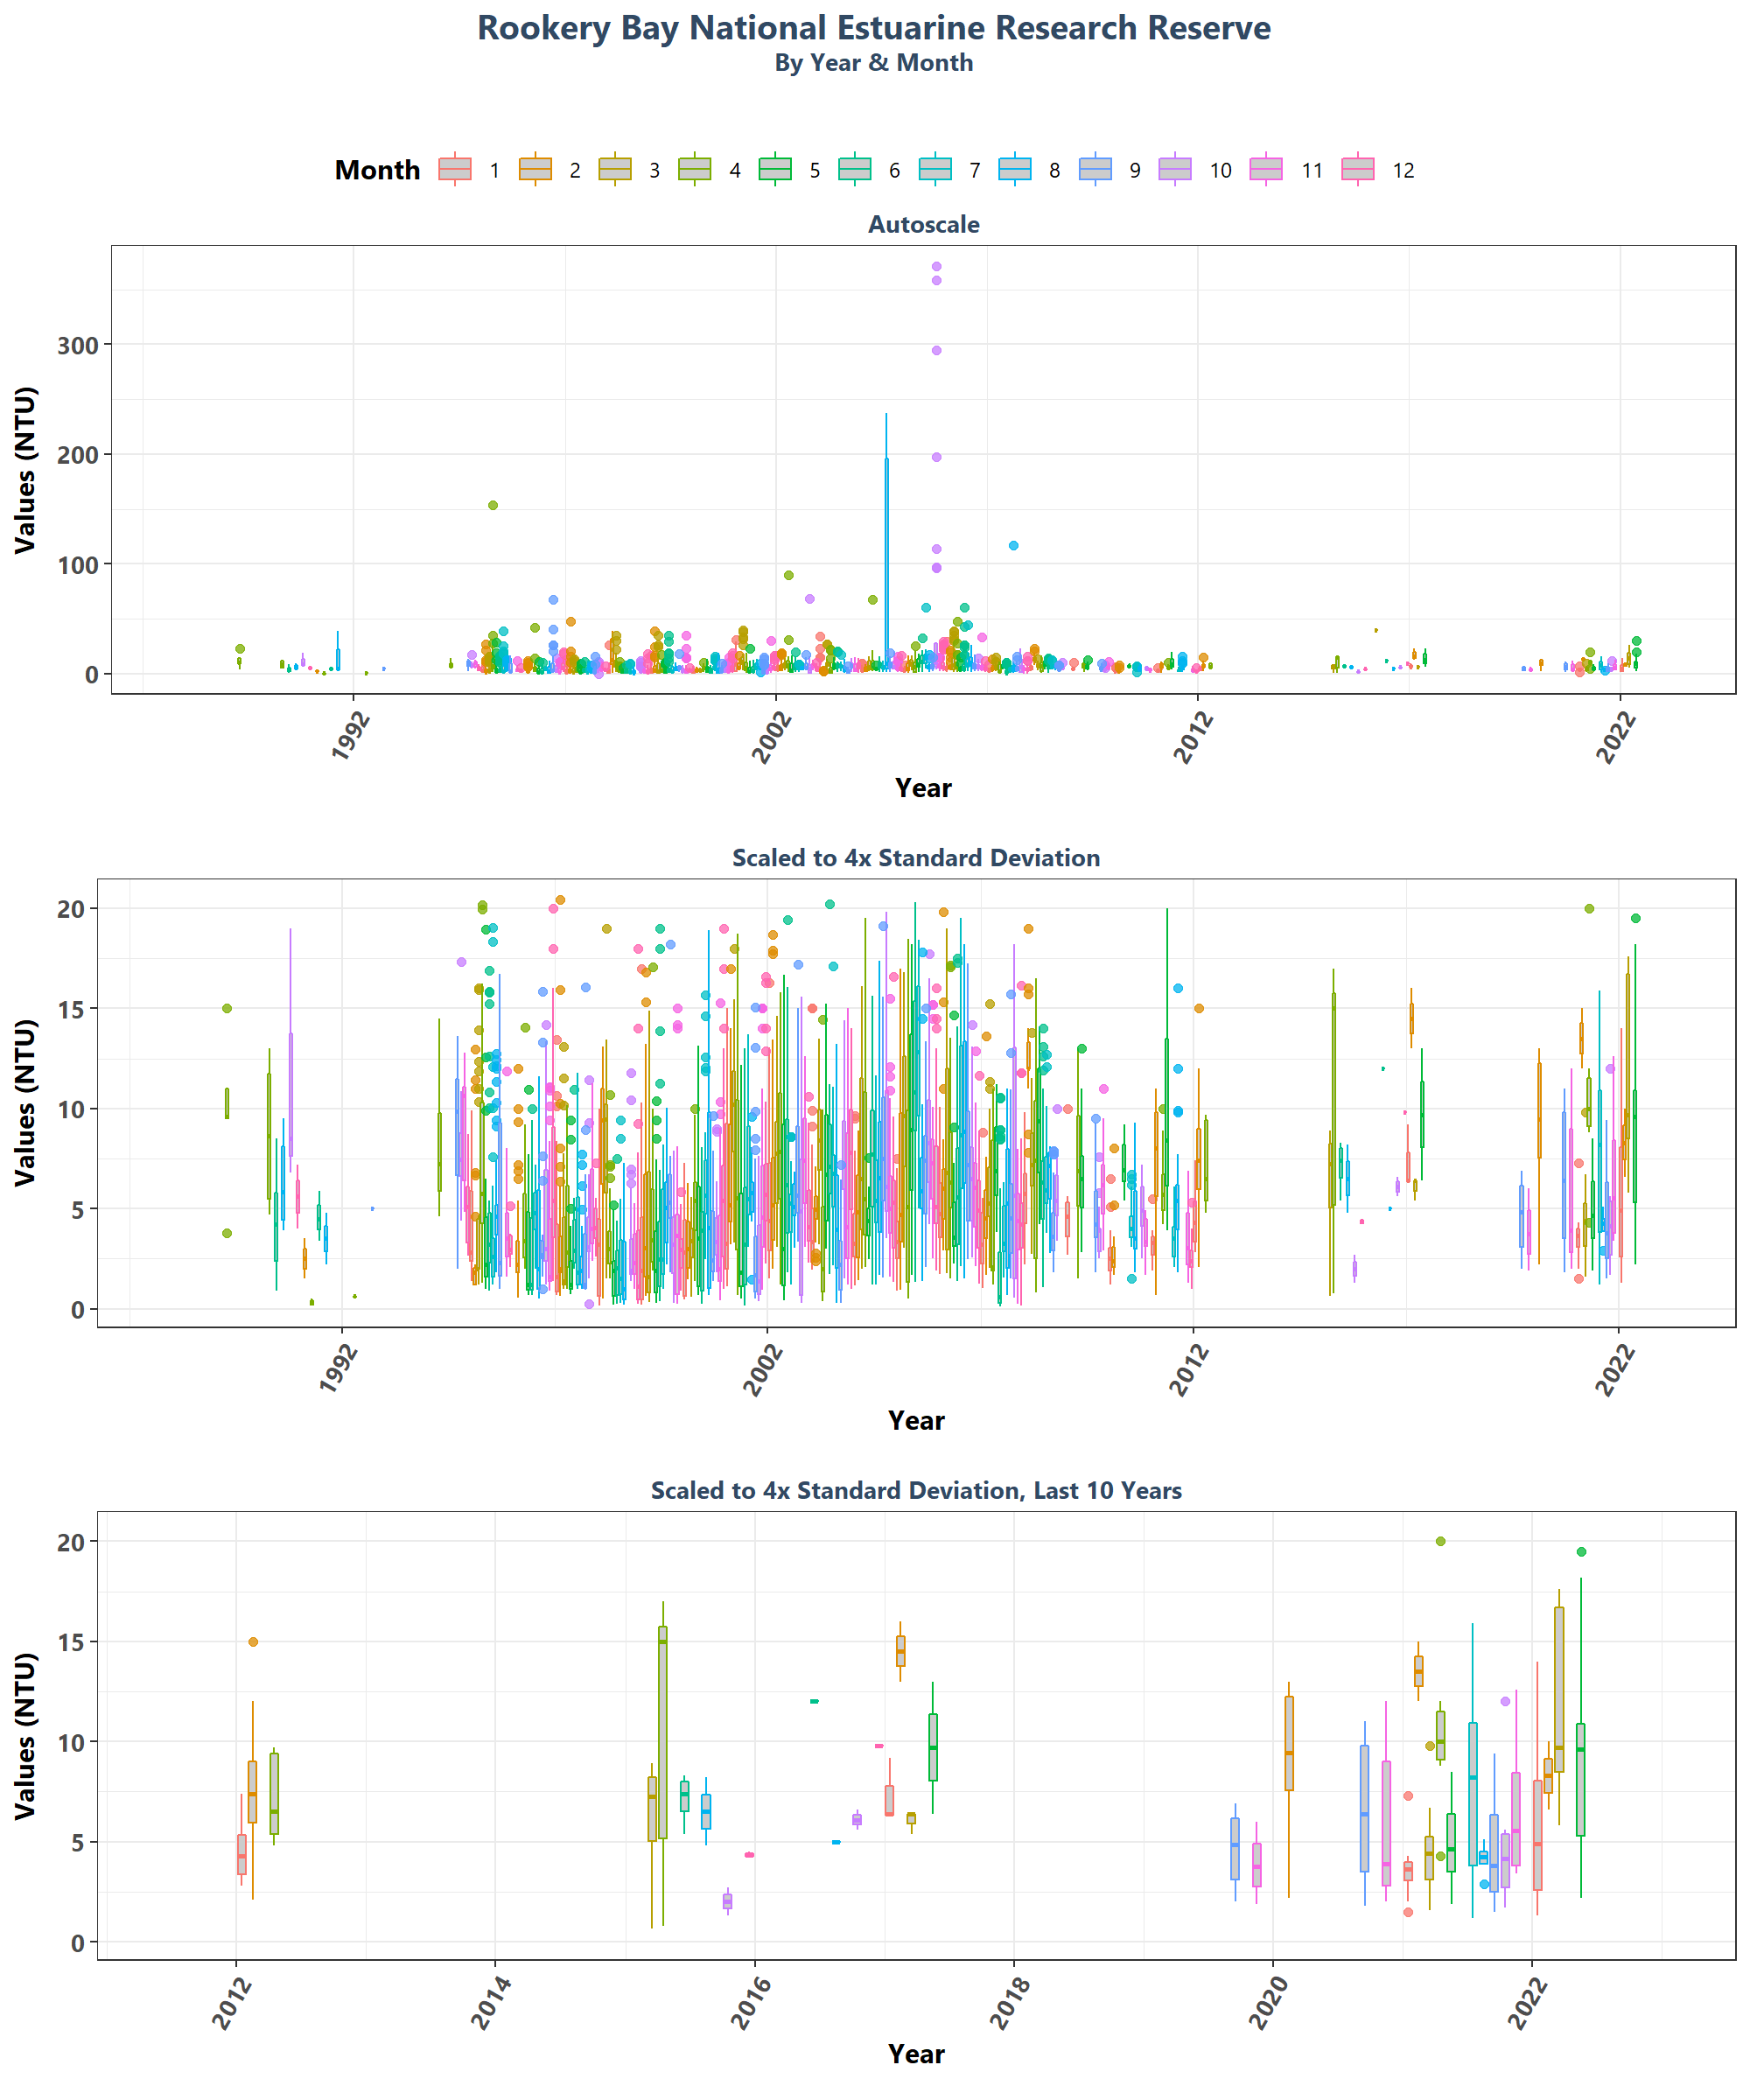 Rookery Bay National Estuarine Research Reserve
By Year & Month
Month 1 2 3 4 5 6 7 8 9 10 11 12
Autoscale
Values (NTU)
300
200
100
0
1992 2002 2012 2022
Year
Scaled to 4x Standard Deviation
Values (NTU)
20
15
10
5
0
1992 2002 2012 2022
Year
Scaled to 4x Standard Deviation, Last 10 Years
Values (NTU)
20
15
10
5
0
2012 2014 2016 2018 2020 2022
Year